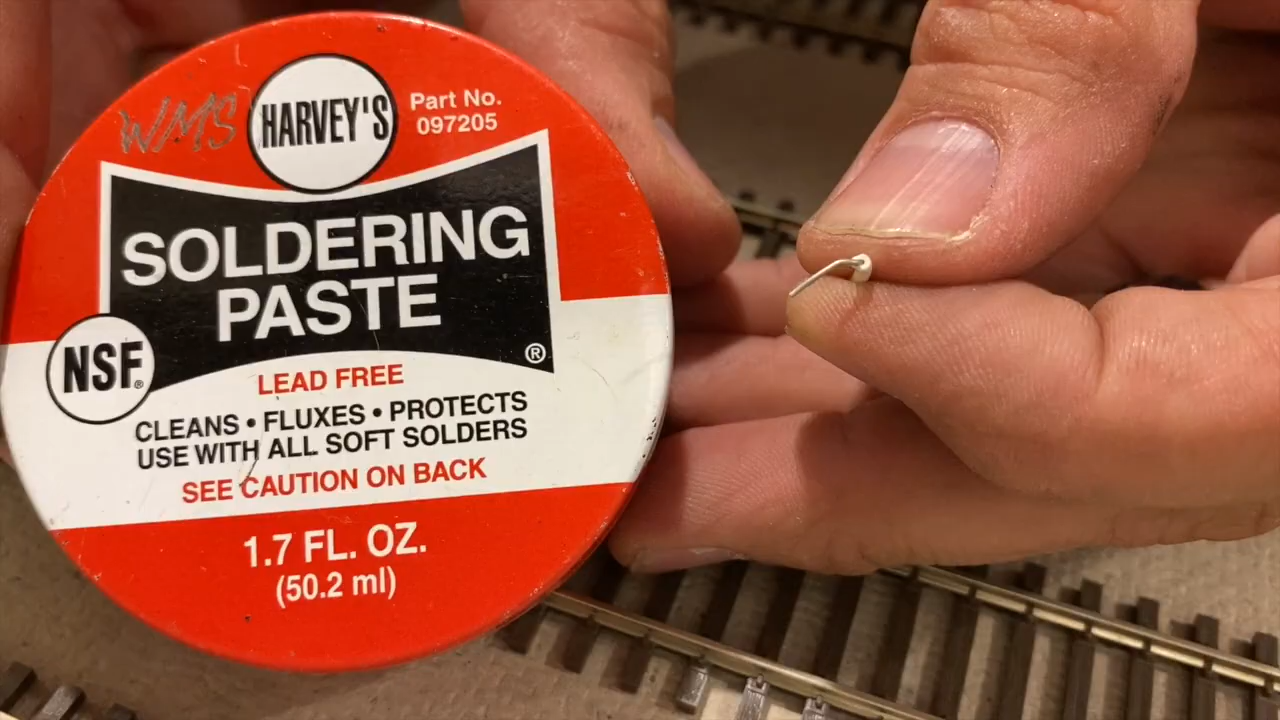 WMS
HARVEY'S
Part No.
097205
SOLDERING
PASTE
®
NSF®
LEAD FREE
CLEANS • FLUXES • PROTECTS
USE WITH ALL SOFT SOLDERS
SEE CAUTION ON BACK
1.7 FL. OZ.
(50.2 ml)